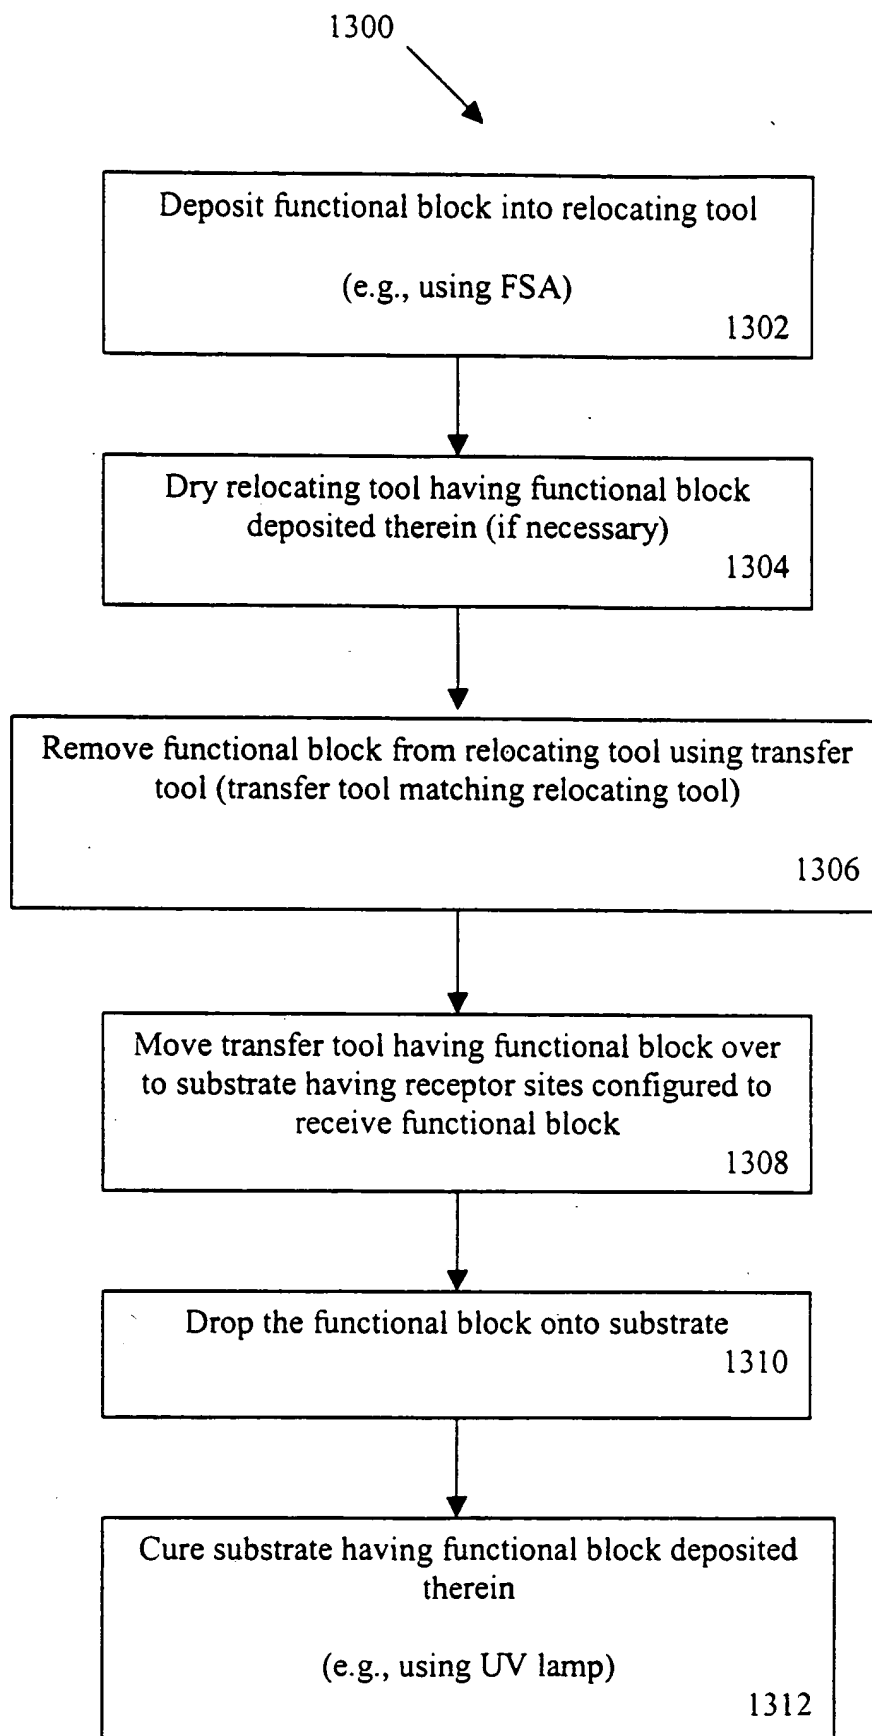 1300
Deposit functional block into relocating tool
(e.g., using FSA)
1302
Dry relocating tool having functional block
deposited therein (if necessary)
1304
Remove functional block from relocating tool using transfer
tool (transfer tool matching relocating tool)
1306
Move transfer tool having functional block over
to substrate having receptor sites configured to
receive functional block
1308
Drop the functional block onto substrate
1310
Cure substrate having functional block deposited
therein
(e.g., using UV lamp)
1312